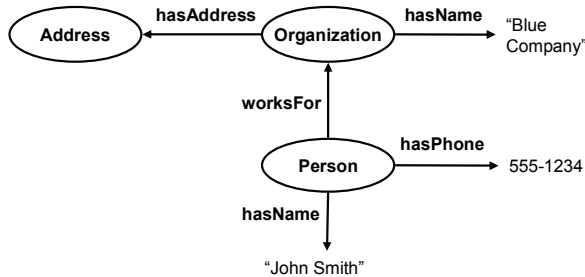 hasAddress
hasName
Address
Organization
“Blue
Company”
worksFor
hasPhone
Person
555-1234
hasName
“John Smith”